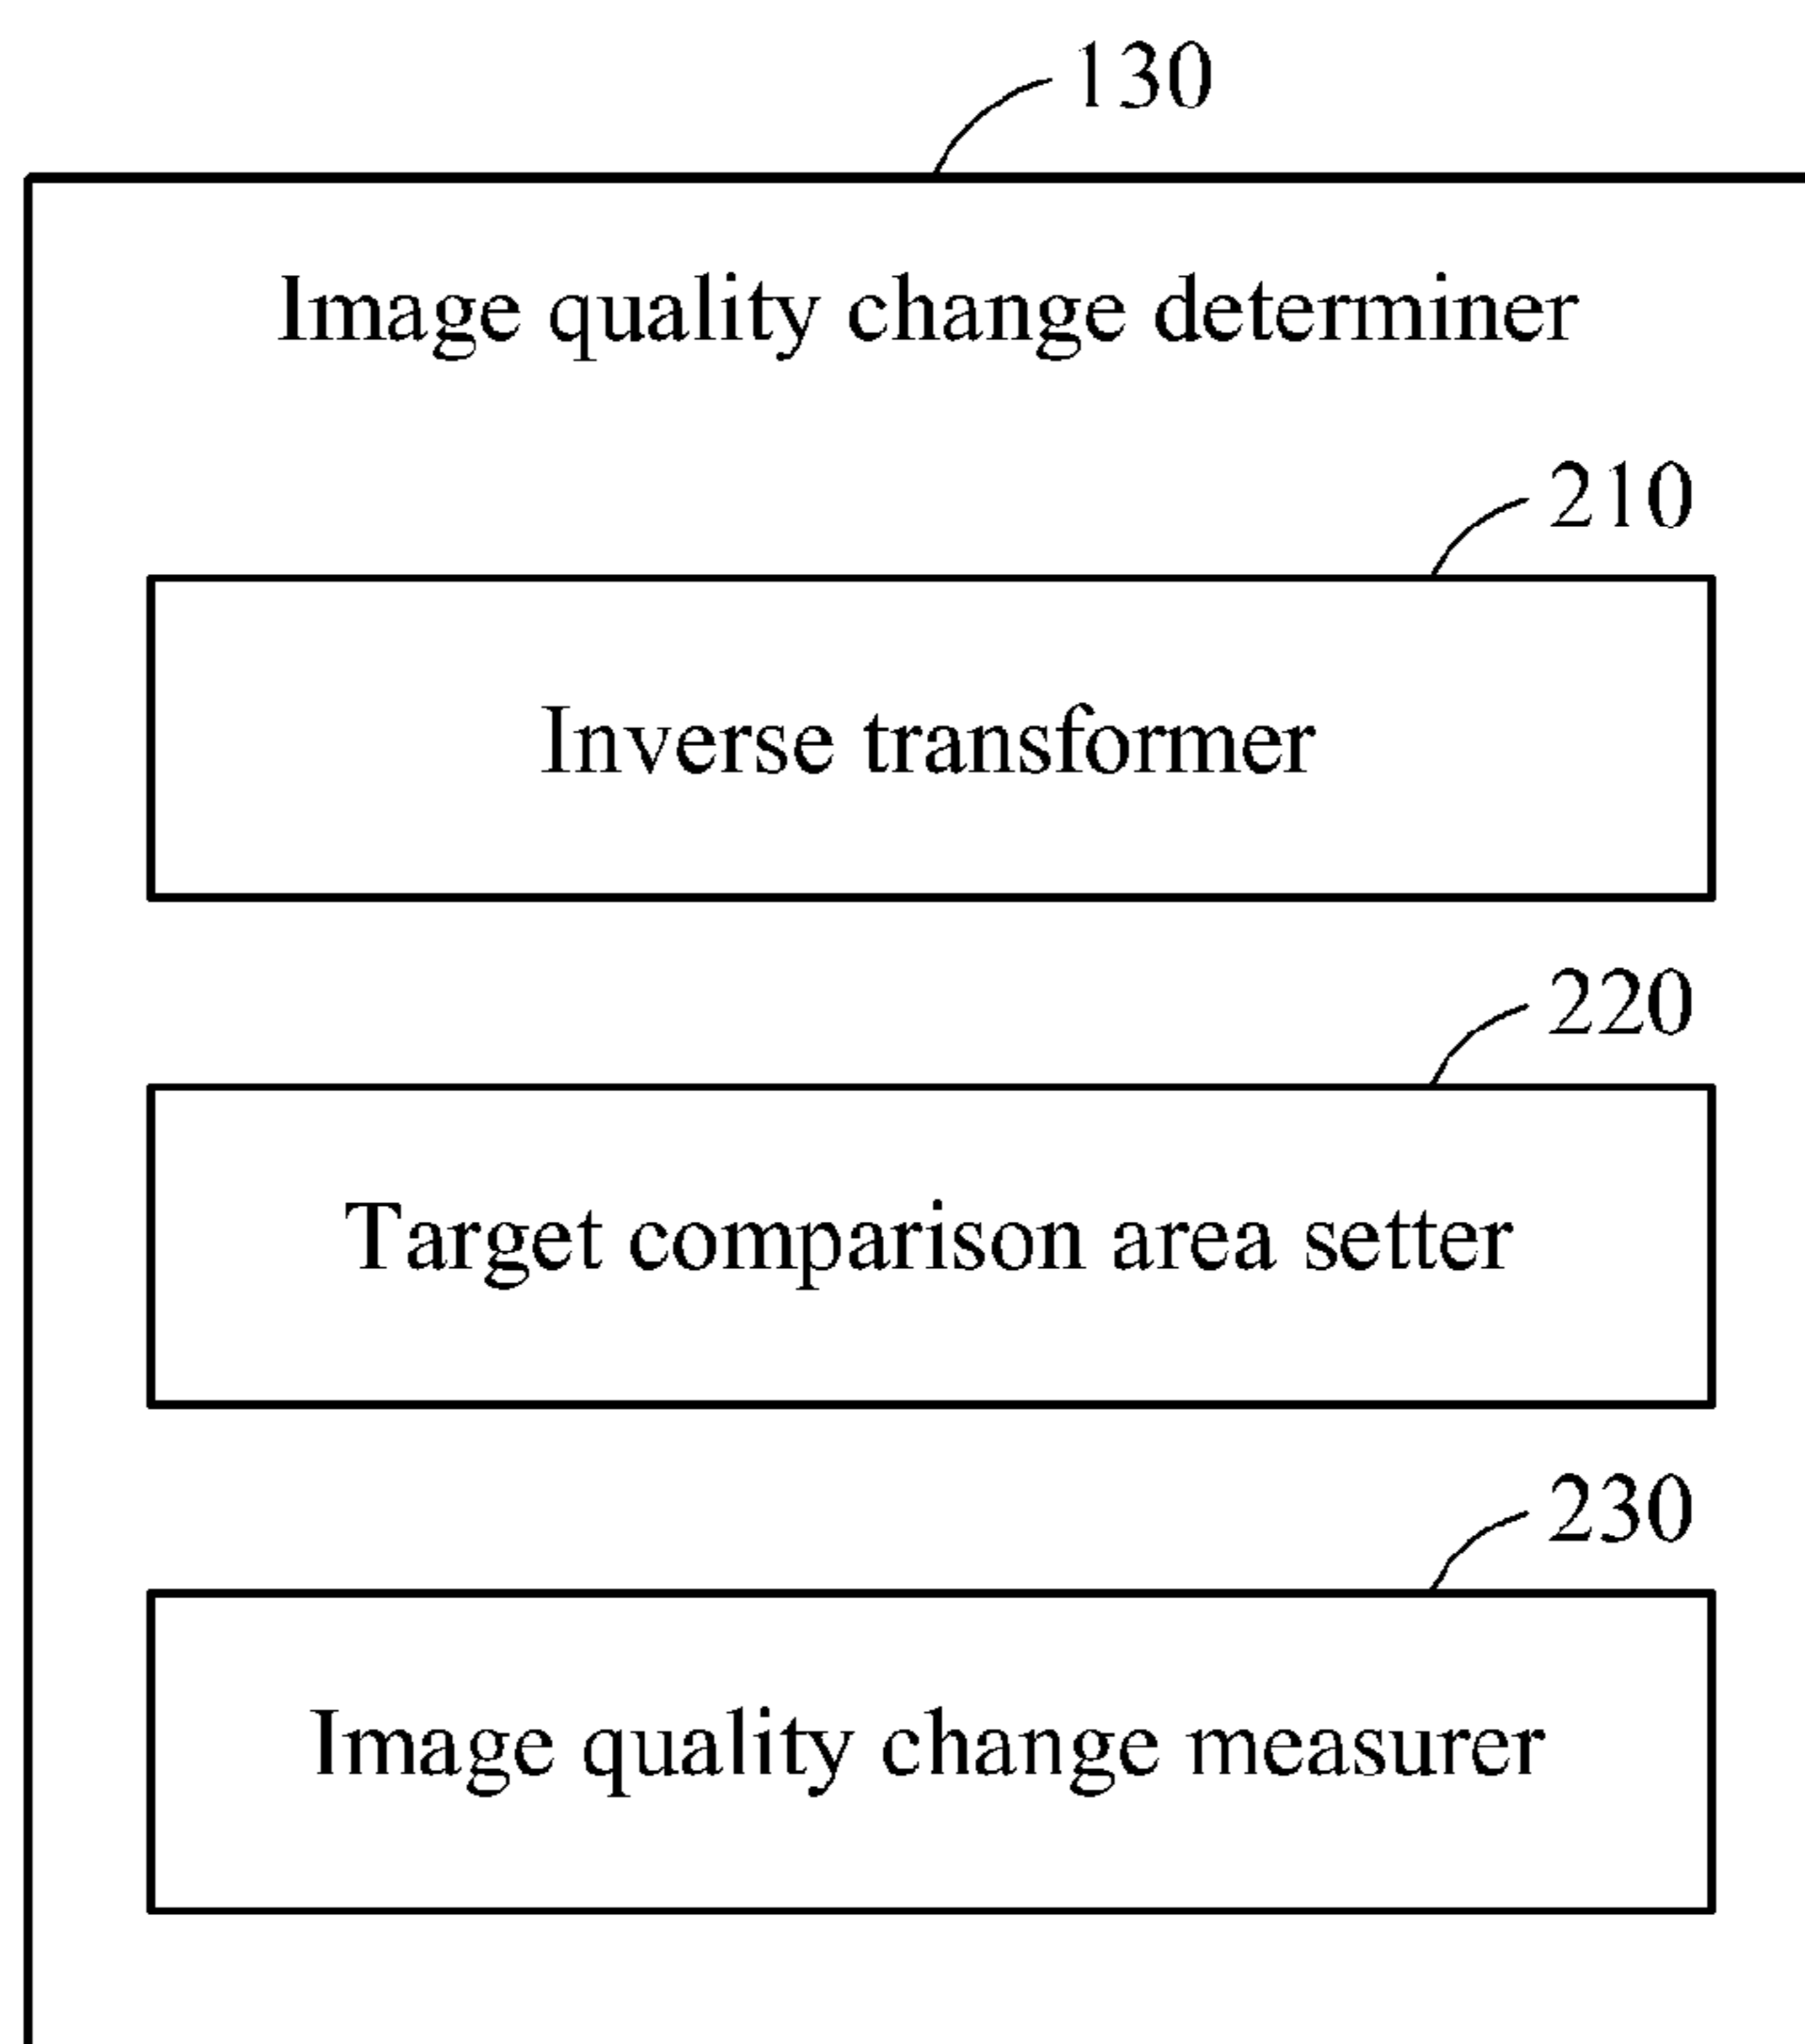 130
Image quality change determiner
210
Inverse transformer
220
Target comparison area setter
230
Image quality change measurer